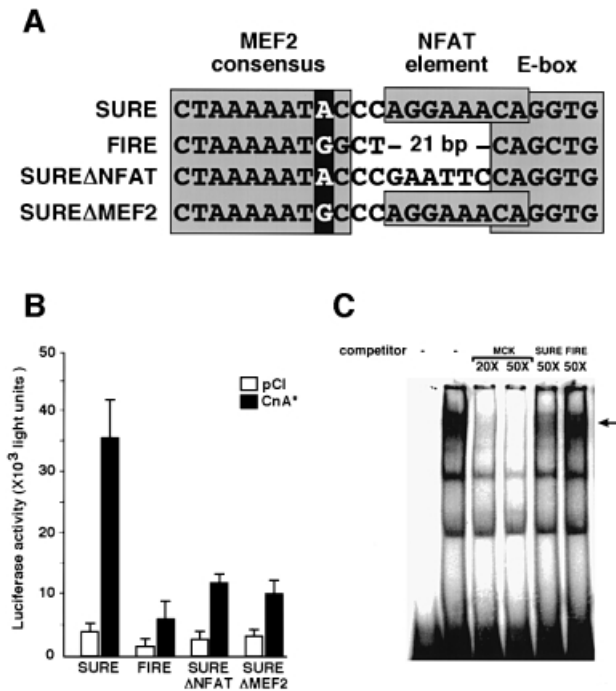 A
MEF2 consensus
NFAT element
E-box
SURE CTAAAAATACCCAGGAAACAGGTG
FIRE CTAAAAATGGCT– 21 bp –CAGCTG
SUREΔNFAT CTAAAAATACCCGAATTCCAGGTG
SUREΔMEF2 CTAAAAATGCCCAGGAAACAGGTG
B
Luciferase activity (X10³ light units)
50
40
30
20
10
0
pCI
CnA*
SURE
FIRE
SURE ΔNFAT
SURE ΔMEF2
C
competitor - - MCK SURE FIRE
20X 50X 50X 50X